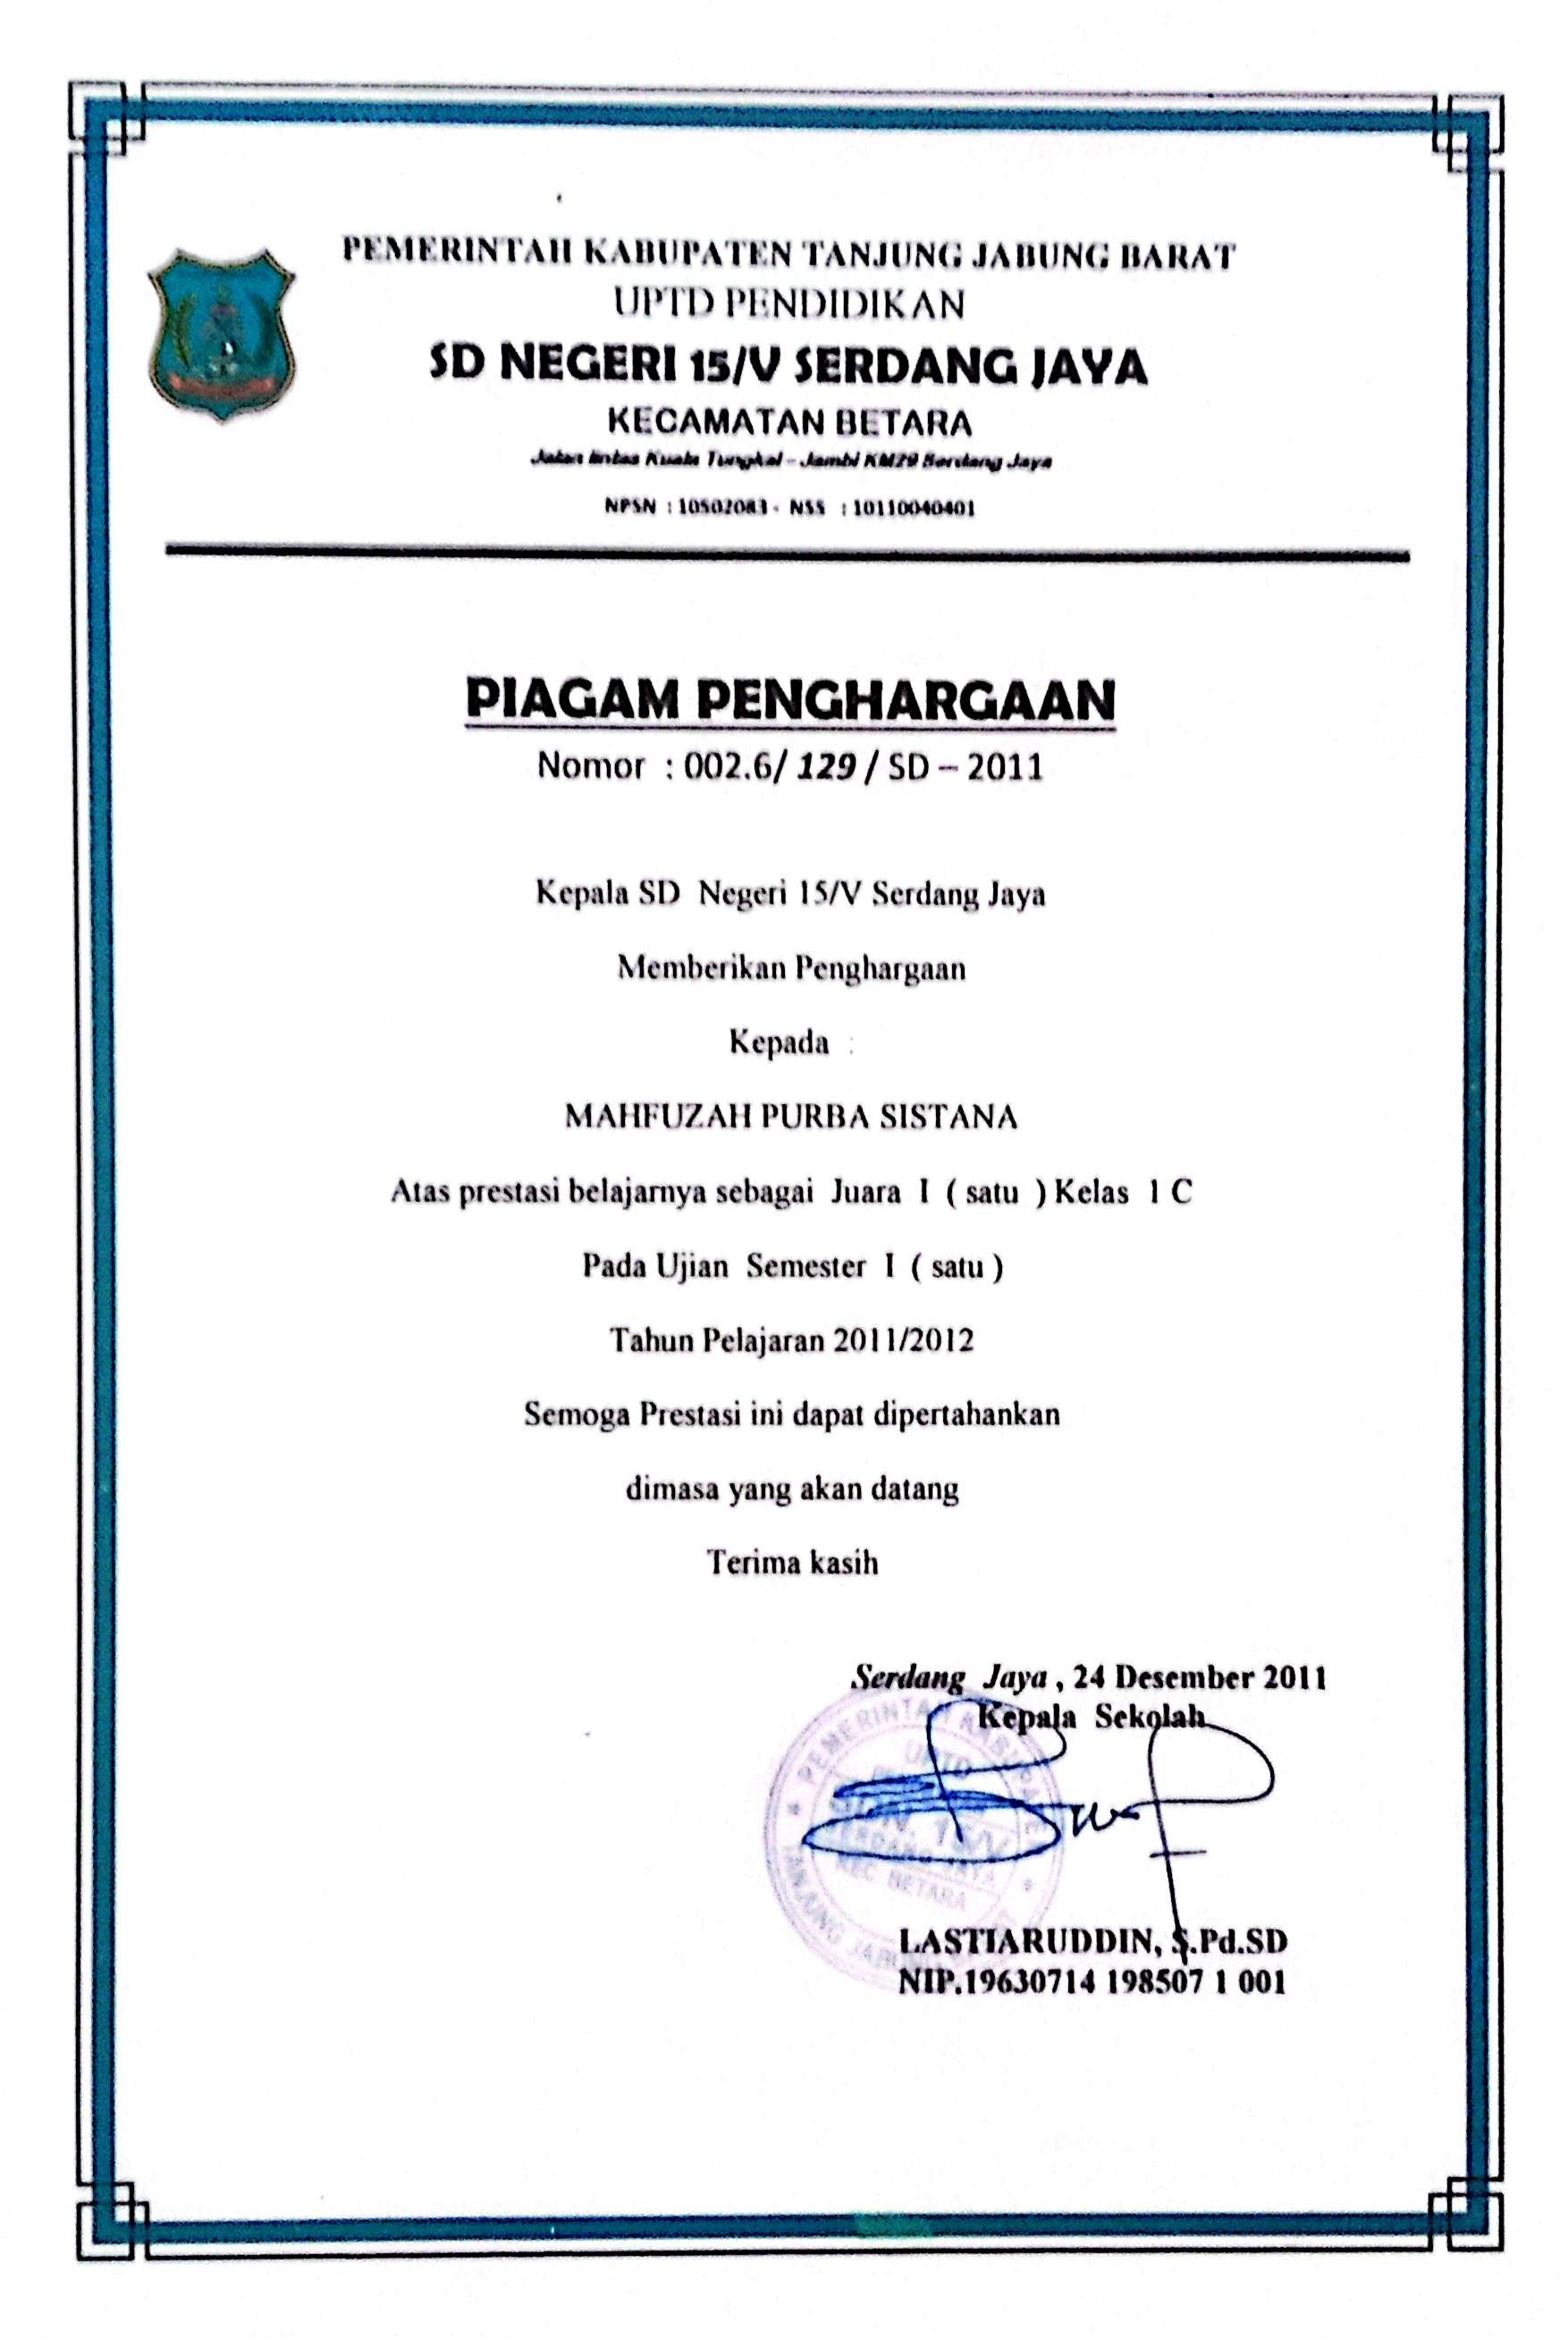 PEMERINTAH KABUPATEN TANJUNG JABUNG BARAT
UPTD PENDIDIKAN
SD NEGERI 15/V SERDANG JAYA
KECAMATAN BETARA
Jalan lintas Kuala Tungkal – Jambi KM29 Serdang Jaya
NPSN : 10502083 - NSS : 10110040401
PIAGAM PENGHARGAAN
Nomor : 002.6/ 129 / SD – 2011
Kepala SD Negeri 15/V Serdang Jaya
Memberikan Penghargaan
Kepada :
MAHFUZAH PURBA SISTANA
Atas prestasi belajarnya sebagai Juara I ( satu ) Kelas 1 C
Pada Ujian Semester I ( satu )
Tahun Pelajaran 2011/2012
Semoga Prestasi ini dapat dipertahankan
dimasa yang akan datang
Terima kasih
Serdang Jaya , 24 Desember 2011
Kepala Sekolah
PEMERINTAH KABUPATEN
UPTD
SDN. 15/V
SERDANG JAYA
KEC BETARA
TANJUNG JABUNG
LASTIARUDDIN, S.Pd.SD
NIP.19630714 198507 1 001